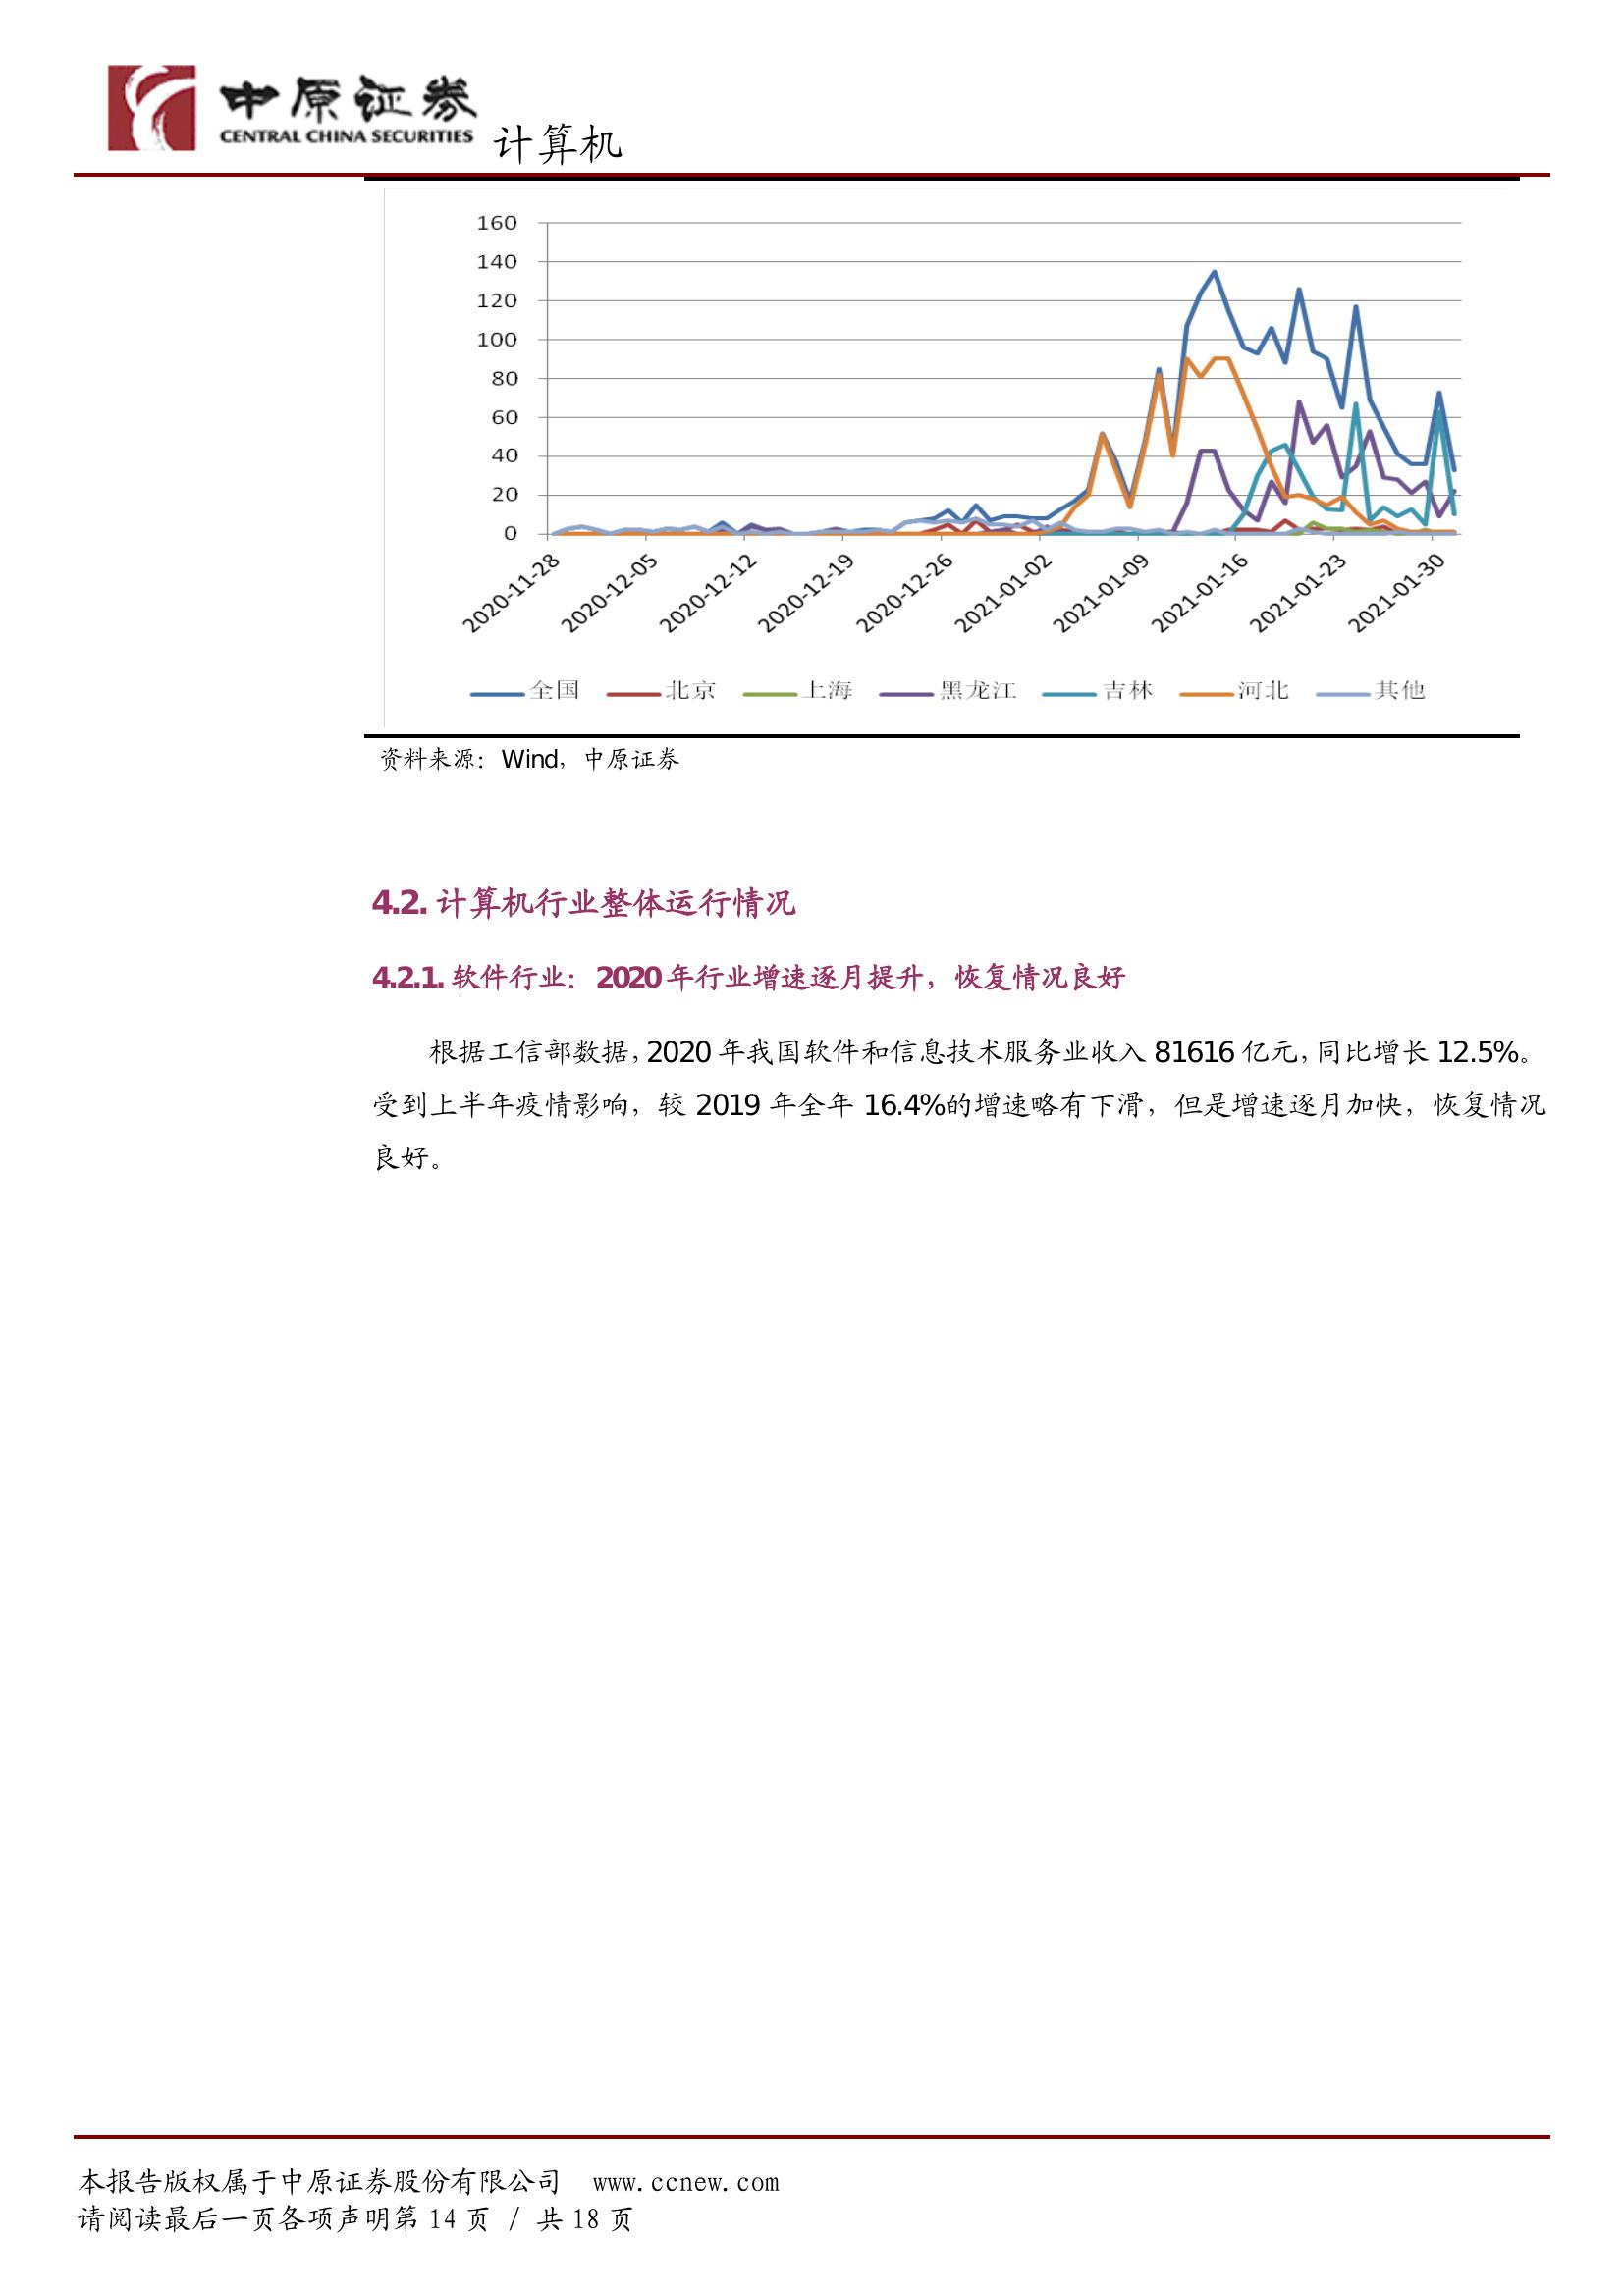 中原证券
CENTRAL CHINA SECURITIES
计算机
160
140
120
100
80
60
40
20
0
2020-11-28
2020-12-05
2020-12-12
2020-12-19
2020-12-26
2021-01-02
2021-01-09
2021-01-16
2021-01-23
2021-01-30
全国 北京 上海 黑龙江 吉林 河北 其他
资料来源：Wind，中原证券
4.2. 计算机行业整体运行情况
4.2.1. 软件行业：2020 年行业增速逐月提升，恢复情况良好
根据工信部数据，2020 年我国软件和信息技术服务业收入 81616 亿元，同比增长 12.5%。
受到上半年疫情影响，较 2019 年全年 16.4%的增速略有下滑，但是增速逐月加快，恢复情况
良好。
本报告版权属于中原证券股份有限公司 www.ccnew.com
请阅读最后一页各项声明第 14 页 / 共 18 页